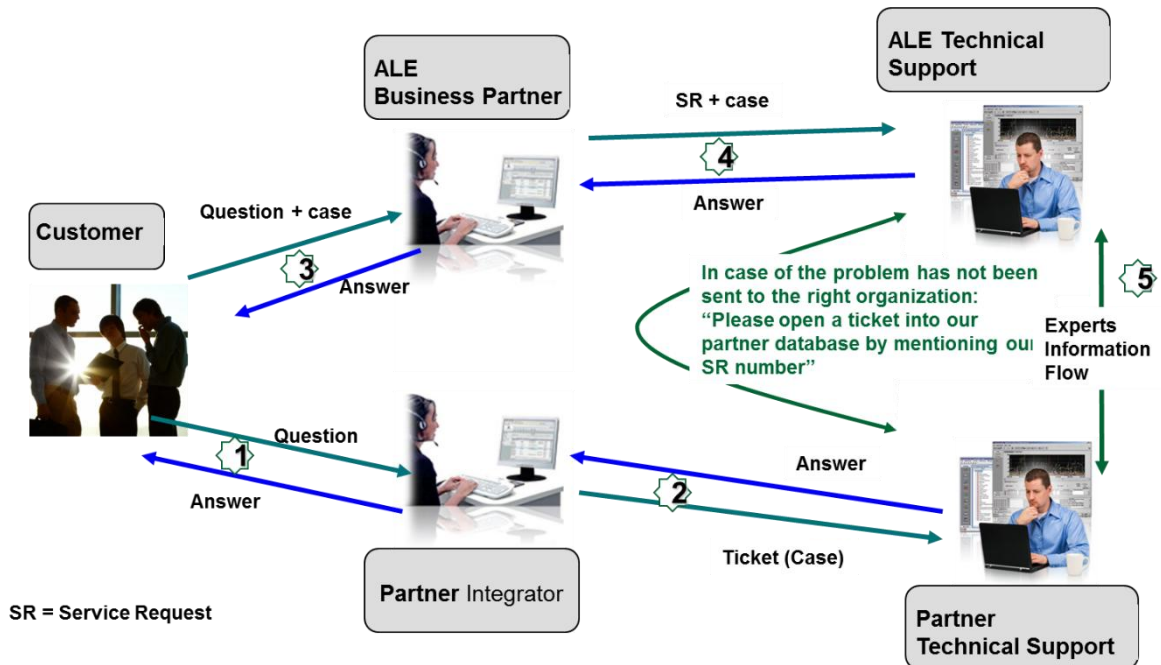 ALE
Business Partner
ALE Technical
Support
SR + case
4
Answer
Question + case
Customer
3
Answer
In case of the problem has not been
sent to the right organization:
“Please open a ticket into our
partner database by mentioning our
SR number”
5
Experts
Information
Flow
Question
1
Answer
Answer
2
Ticket (Case)
Partner Integrator
SR = Service Request
Partner
Technical Support